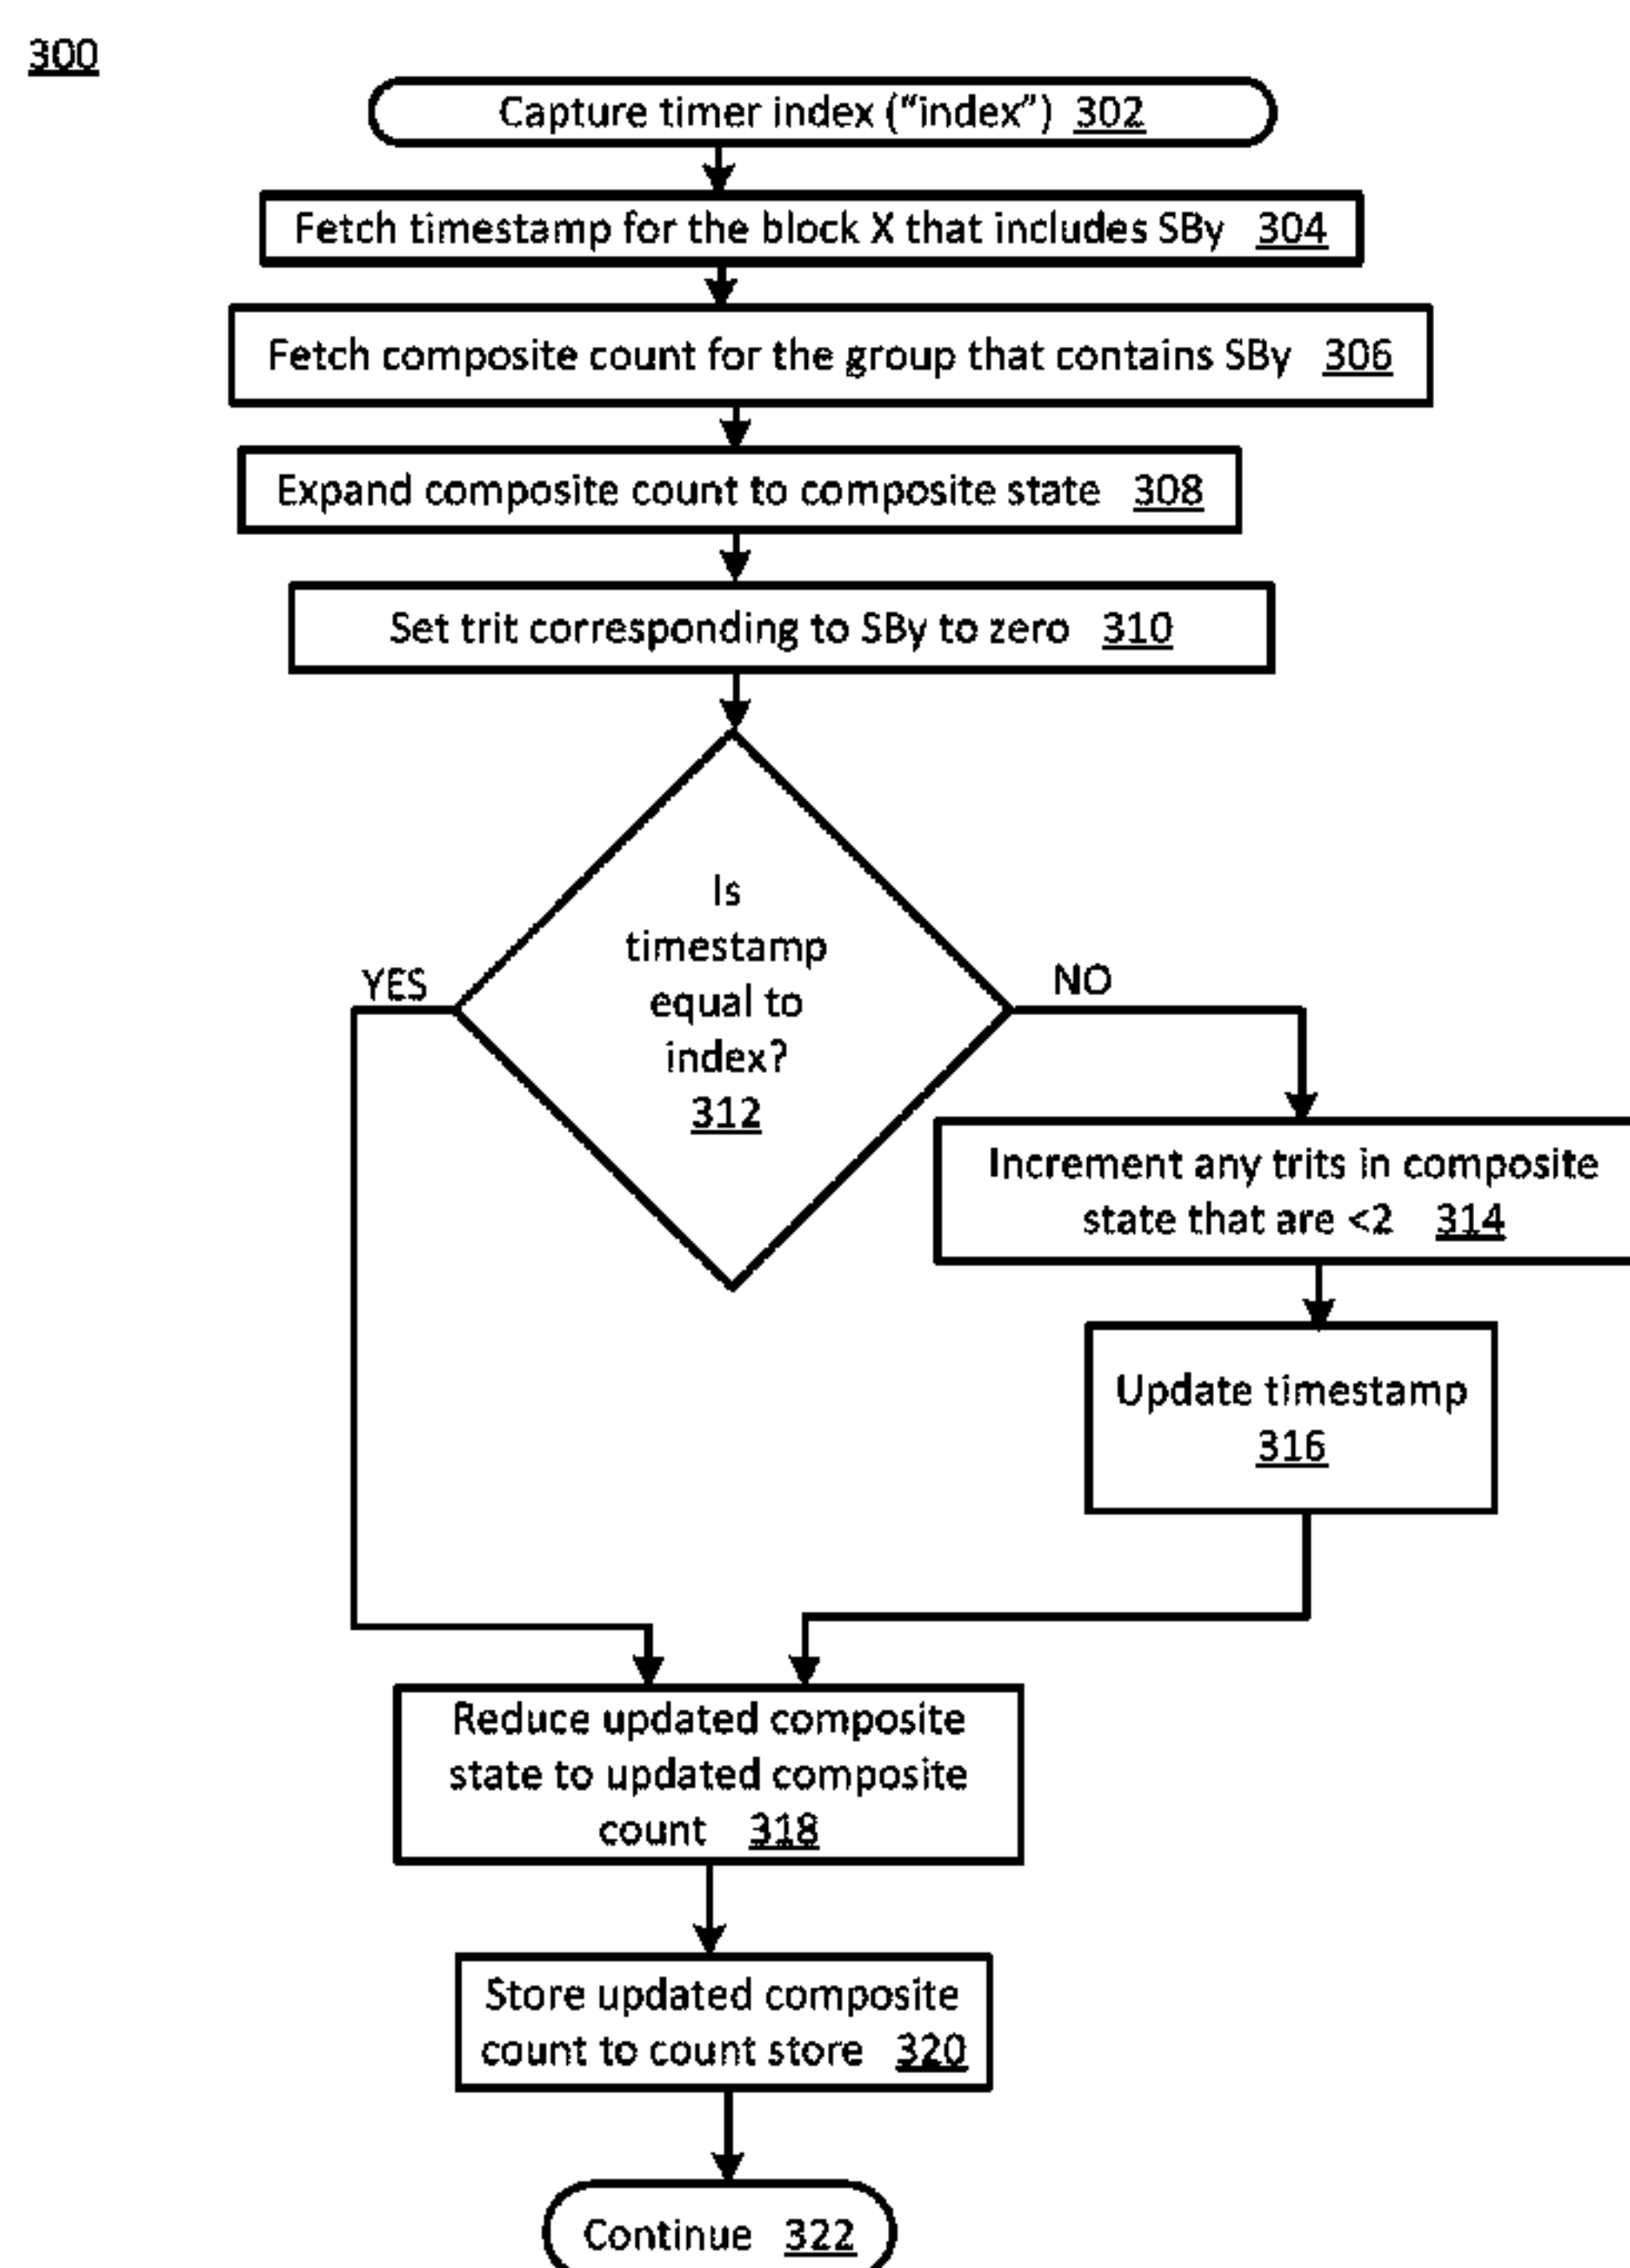 300
Capture timer index (“index”) 302
Fetch timestamp for the block X that includes SBy 304
Fetch composite count for the group that contains SBy 306
Expand composite count to composite state 308
Set trit corresponding to SBy to zero 310
Is
timestamp
equal to
index?
312
YES
NO
Increment any trits in composite
state that are <2 314
Update timestamp
316
Reduce updated composite
state to updated composite
count 318
Store updated composite
count to count store 320
Continue 322